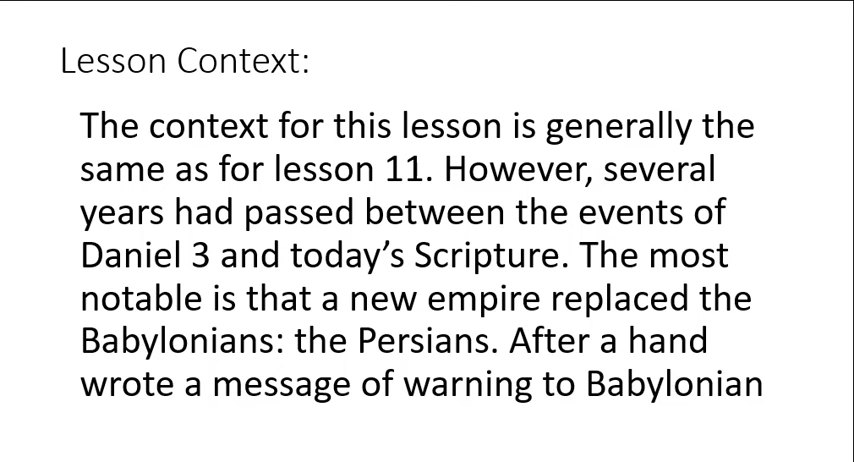 Lesson Context:
The context for this lesson is generally the
same as for lesson 11. However, several
years had passed between the events of
Daniel 3 and today’s Scripture. The most
notable is that a new empire replaced the
Babylonians: the Persians. After a hand
wrote a message of warning to Babylonian